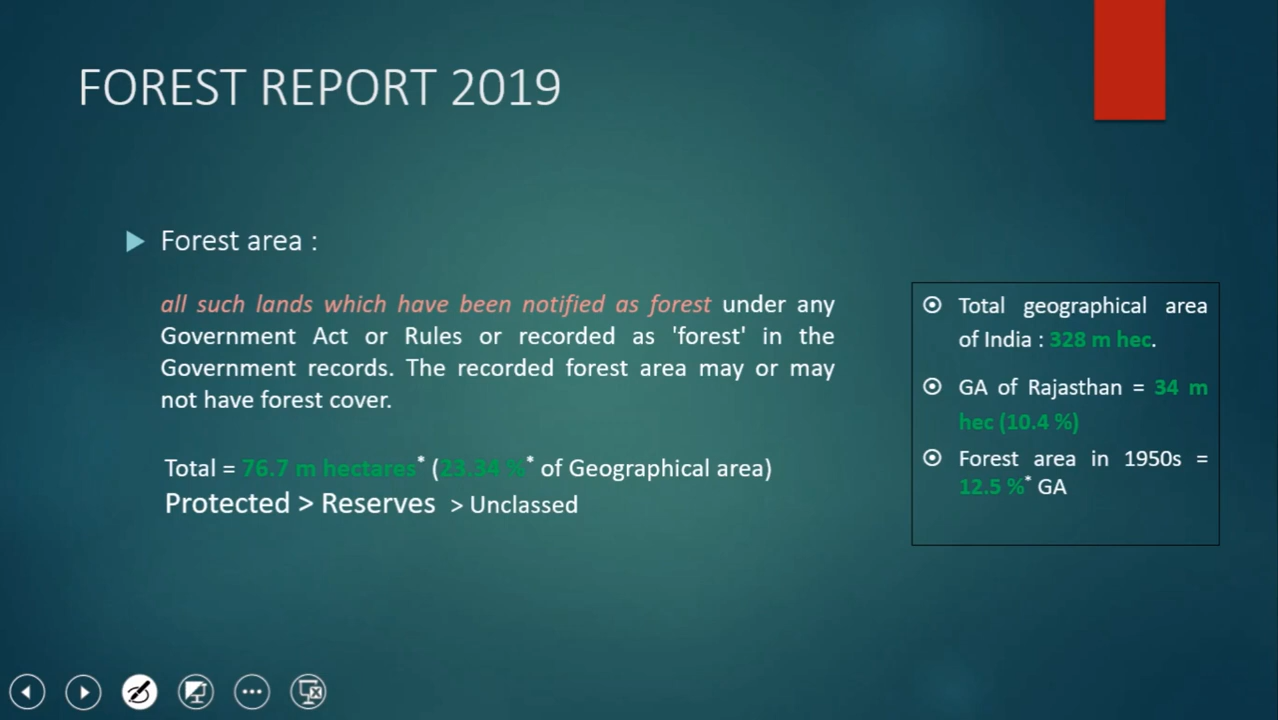 FOREST REPORT 2019
Forest area :
all such lands which have been notified as forest under any
Government Act or Rules or recorded as 'forest' in the
Government records. The recorded forest area may or may
not have forest cover.
Total = 76.7 m hectares* (23.34 %* of Geographical area)
Protected > Reserves > Unclassed
Total geographical area
of India : 328 m hec.
GA of Rajasthan = 34 m
hec (10.4 %)
Forest area in 1950s =
12.5 %* GA